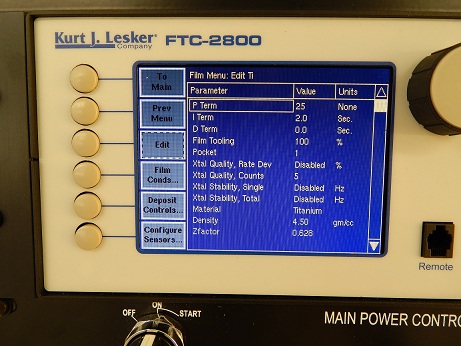 Kurt J. Lesker®
Company
FTC-2800
To Main
Film Menu: Edit Ti
Parameter Value Units
Prev Menu
P Term 25 None
I Term 2.0 Sec.
D Term 0.0 Sec.
Edit
Film Tooling 100 %
Pocket 1
Xtal Quality, Rate Dev Disabled %
Film Conds...
Xtal Quality, Counts 5
Xtal Stability, Single Disabled Hz
Xtal Stability, Total Disabled Hz
Deposit Controls...
Material Titanium
Density 4.50 gm/cc
Configure Sensors...
Zfactor 0.628
Remote
OFF ON START
MAIN POWER CONTRO